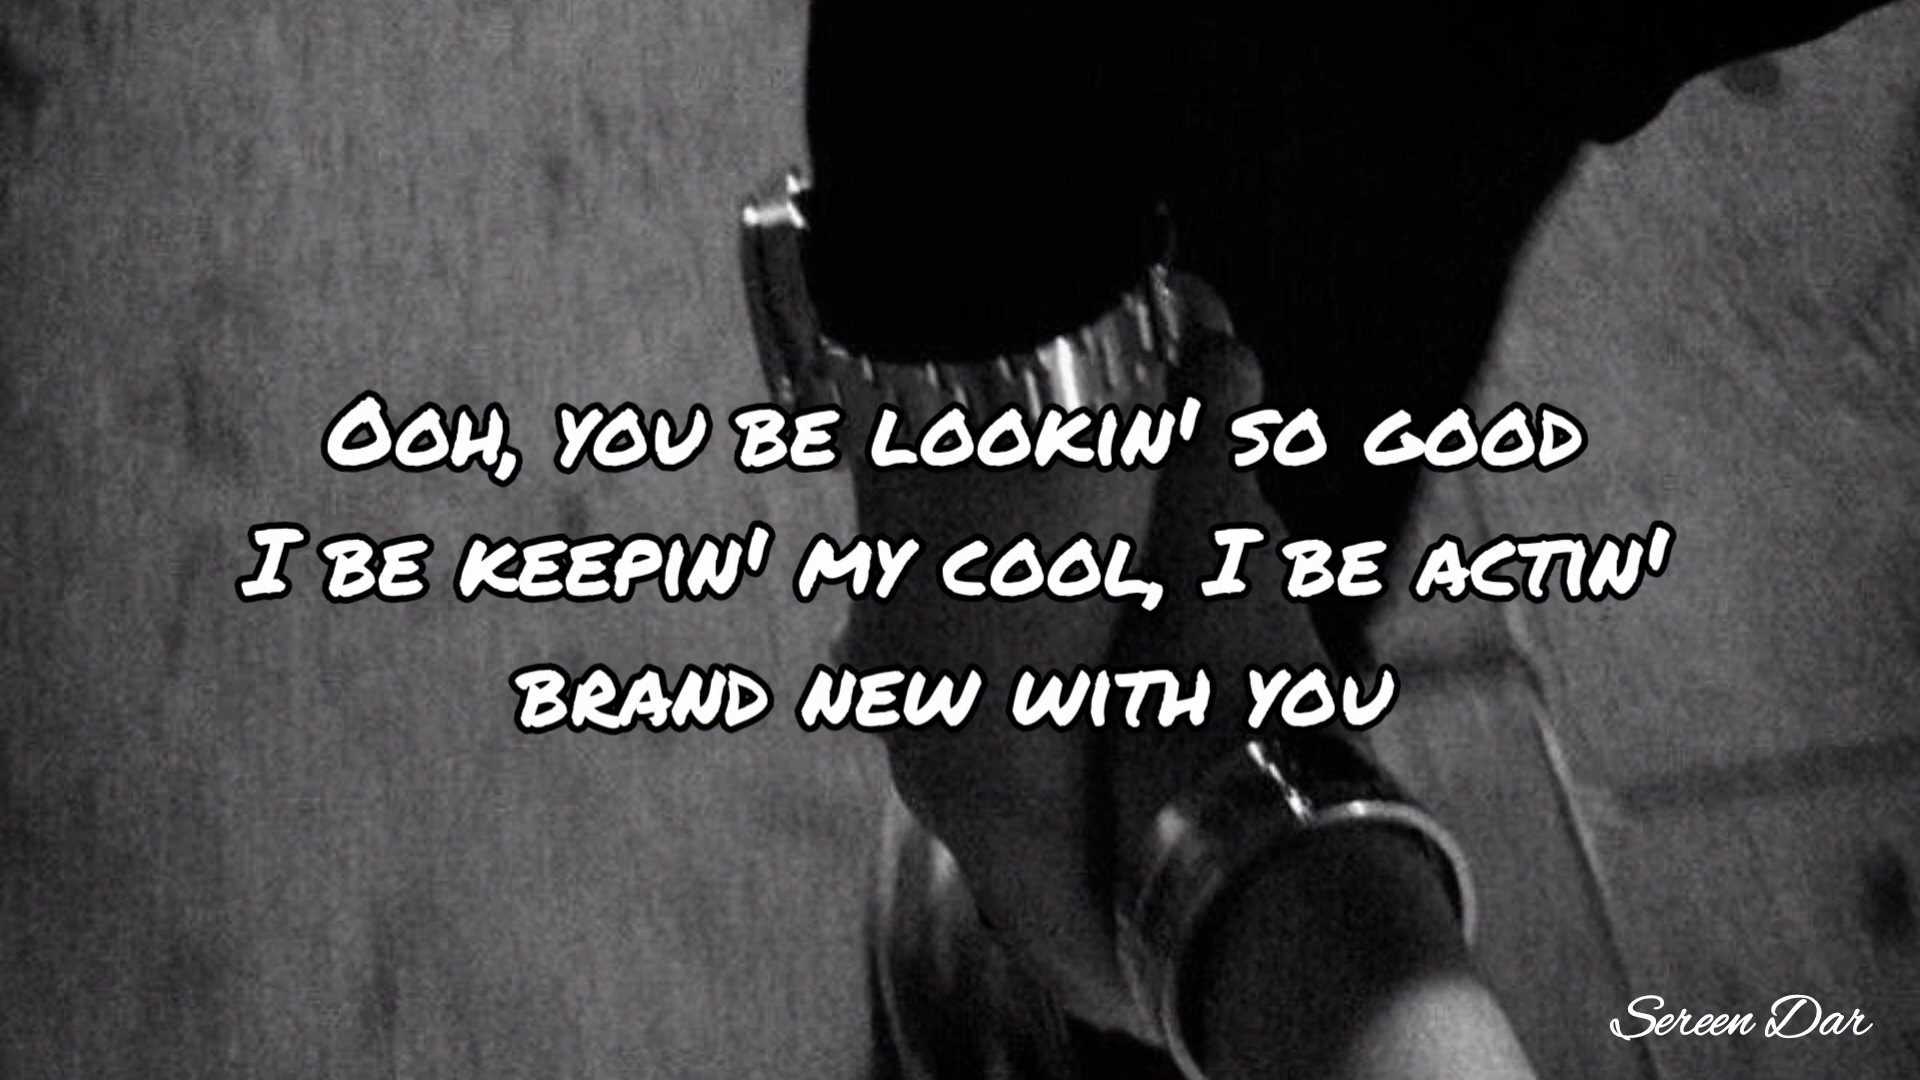 Ooh, you be lookin' so good
I be keepin' my cool, I be actin'
brand new with you
Sereen Dar